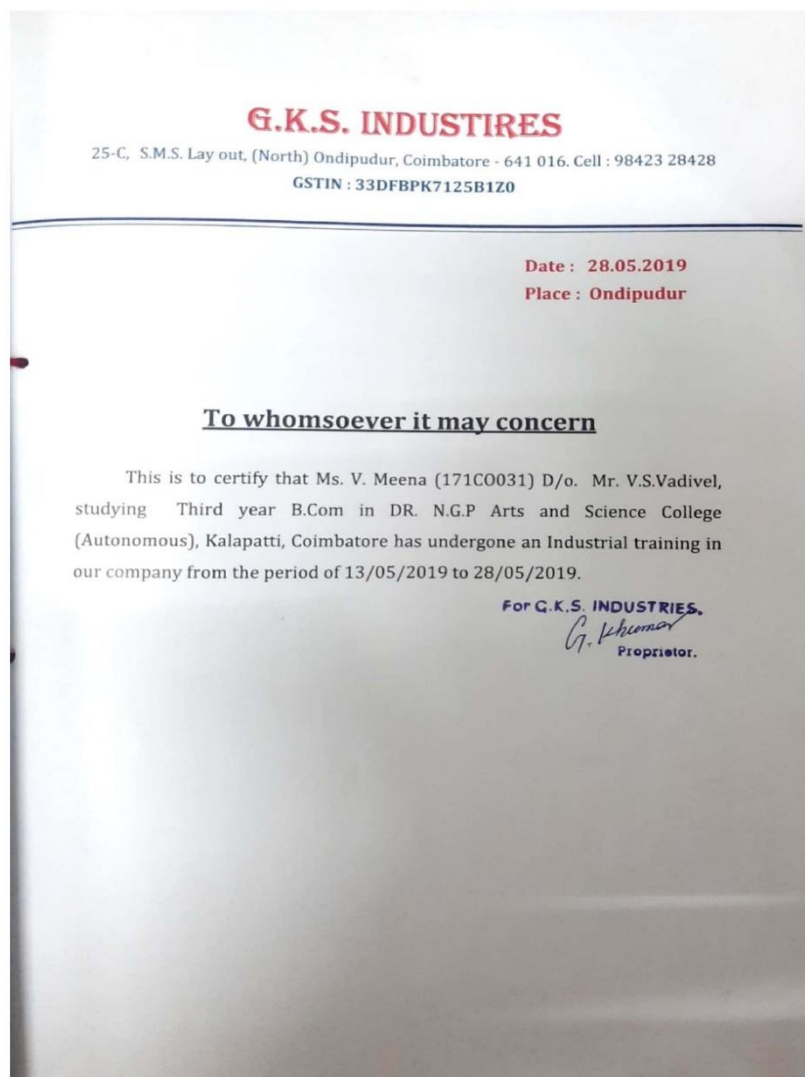 G.K.S. INDUSTIRES
25-C, S.M.S. Lay out, (North) Ondipudur, Coimbatore - 641 016. Cell : 98423 28428
GSTIN : 33DFBPK7125B1Z0
Date : 28.05.2019
Place : Ondipudur
To whomsoever it may concern
This is to certify that Ms. V. Meena (171CO031) D/o. Mr. V.S.Vadivel,
studying Third year B.Com in DR. N.G.P Arts and Science College
(Autonomous), Kalapatti, Coimbatore has undergone an Industrial training in
our company from the period of 13/05/2019 to 28/05/2019.
For G.K.S. INDUSTRIES.
G. Khumar
Proprietor.